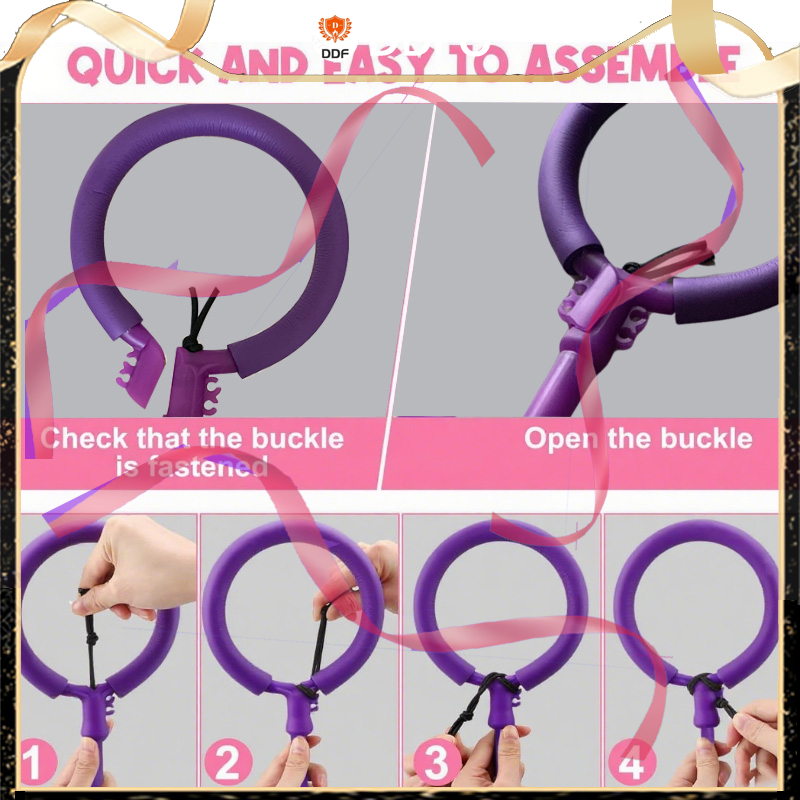 DDF
QUICK AND EASY TO ASSEMBLE
Check that the buckle
is fastened
Open the buckle
1
2
3
4